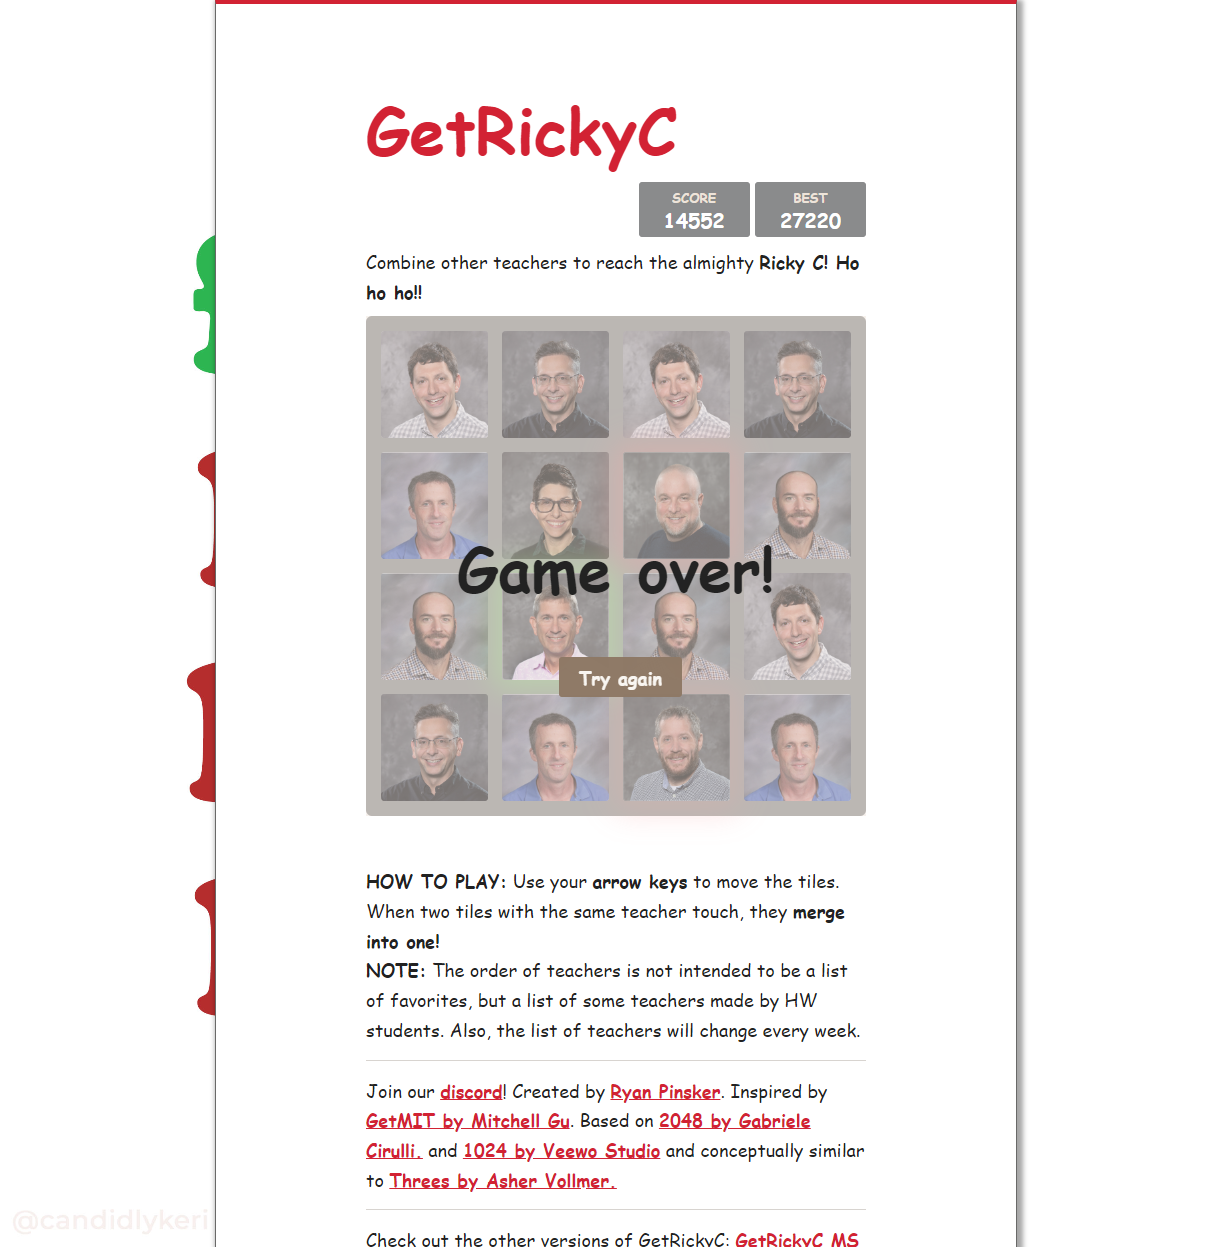 GetRickyC
SCORE
14552
BEST
27220
Combine other teachers to reach the almighty Ricky C! Ho
ho ho!!
Game over!
Try again
HOW TO PLAY: Use your arrow keys to move the tiles.
When two tiles with the same teacher touch, they merge
into one!
NOTE: The order of teachers is not intended to be a list
of favorites, but a list of some teachers made by HW
students. Also, the list of teachers will change every week.
Join our discord! Created by Ryan Pinsker. Inspired by
GetMIT by Mitchell Gu. Based on 2048 by Gabriele
Cirulli. and 1024 by Veewo Studio and conceptually similar
to Threes by Asher Vollmer.
@candidlykeri
Check out the other versions of GetRickyC: GetRickyC MS